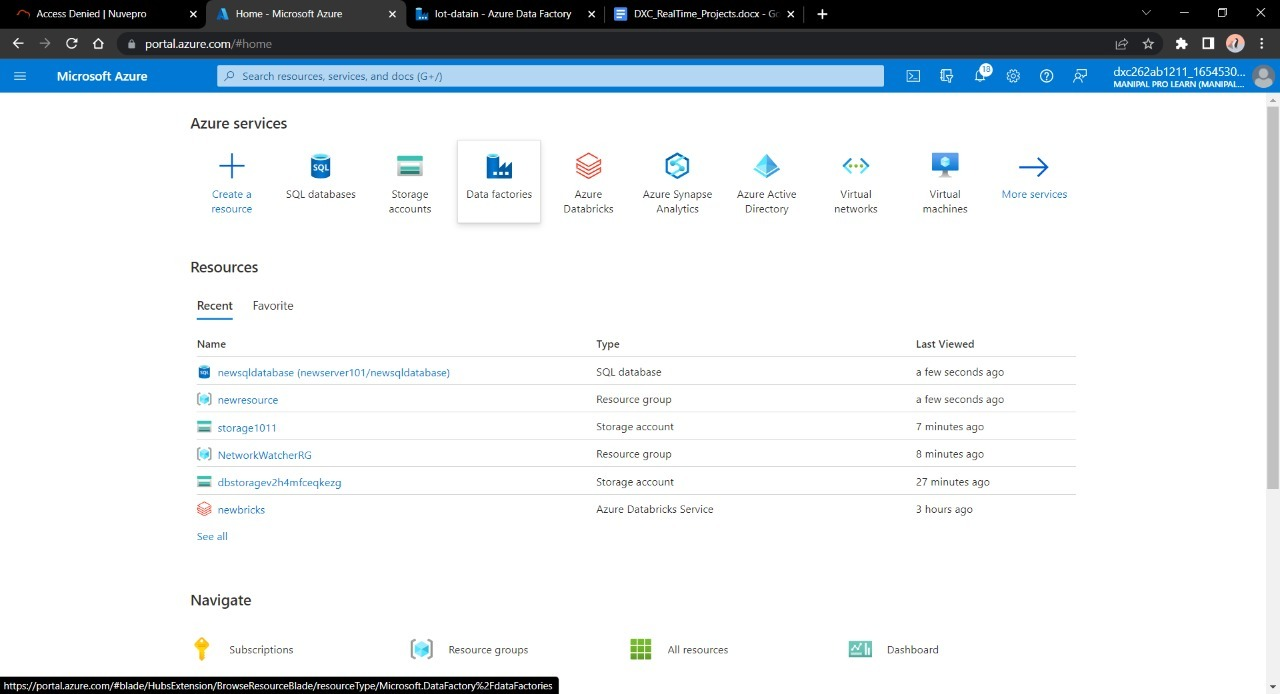 Access Denied | Nuvepro
Home - Microsoft Azure
Iot-datain - Azure Data Factory
DXC_RealTime_Projects.docx - Go
portal.azure.com/#home
Microsoft Azure
Search resources, services, and docs (G+/)
18
dxc262ab1211_1654530...
MANIPAL PRO LEARN (MANIPAL...
Azure services
Create a resource
SQL
SQL databases
Storage accounts
Data factories
Azure Databricks
Azure Synapse Analytics
Azure Active Directory
Virtual networks
Virtual machines
More services
Resources
Recent Favorite
Name Type Last Viewed
newsqldatabase (newserver101/newsqldatabase) SQL database a few seconds ago
newresource Resource group a few seconds ago
storage1011 Storage account 7 minutes ago
NetworkWatcherRG Resource group 8 minutes ago
dbstoragev2h4mfceqkezg Storage account 27 minutes ago
newbricks Azure Databricks Service 3 hours ago
See all
Navigate
Subscriptions Resource groups All resources Dashboard
https://portal.azure.com/#blade/HubsExtension/BrowseResourceBlade/resourceType/Microsoft.DataFactory%2FdataFactories